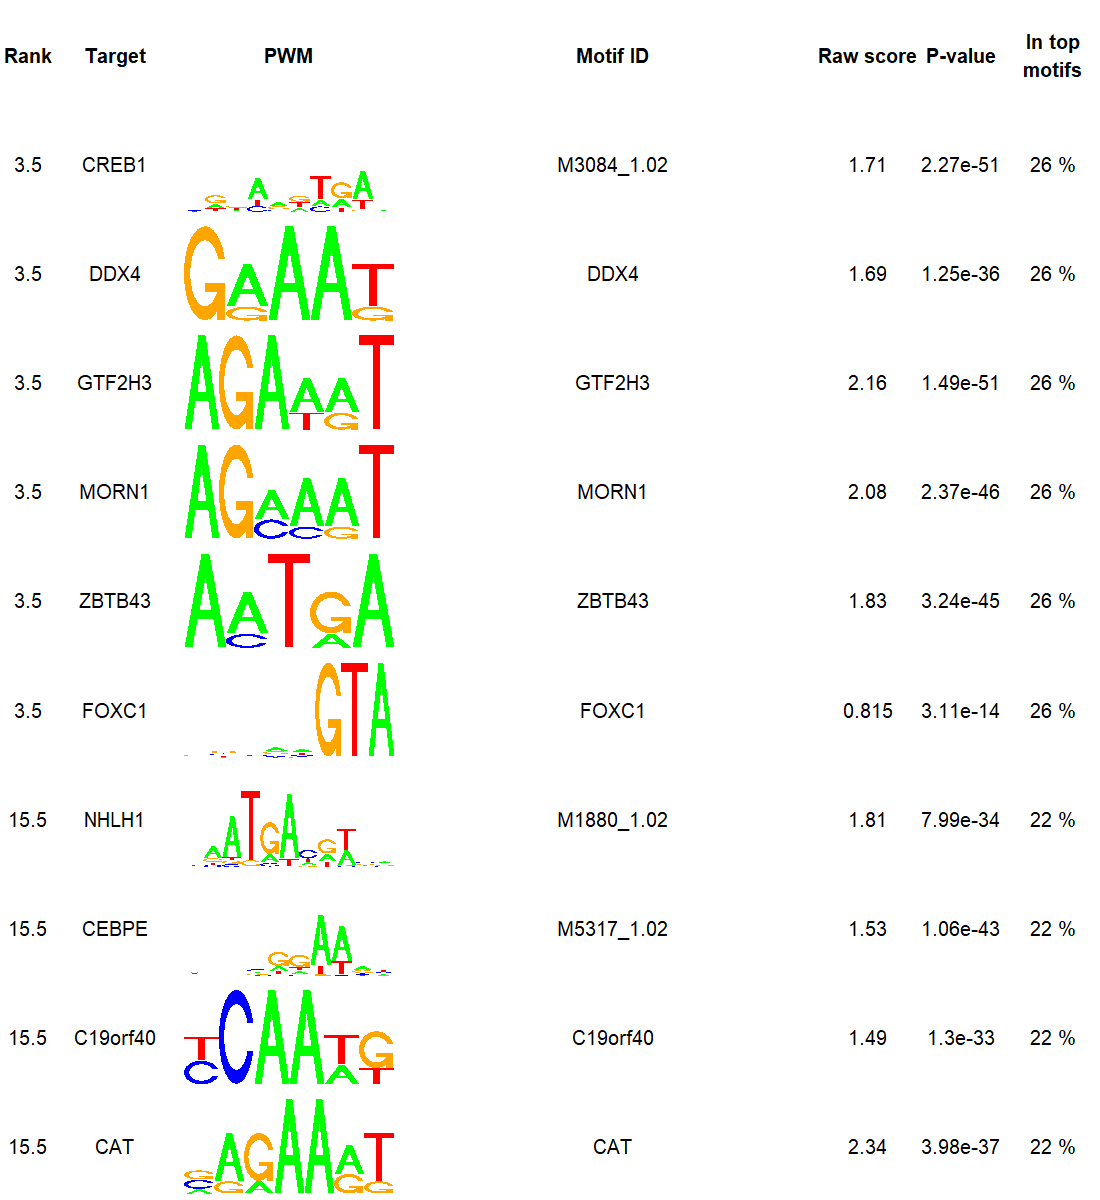 Rank Target PWM Motif ID Raw score P-value In top motifs
3.5 CREB1 M3084_1.02 1.71 2.27e-51 26 %
3.5 DDX4 DDX4 1.69 1.25e-36 26 %
3.5 GTF2H3 GTF2H3 2.16 1.49e-51 26 %
3.5 MORN1 MORN1 2.08 2.37e-46 26 %
3.5 ZBTB43 ZBTB43 1.83 3.24e-45 26 %
3.5 FOXC1 FOXC1 0.815 3.11e-14 26 %
15.5 NHLH1 M1880_1.02 1.81 7.99e-34 22 %
15.5 CEBPE M5317_1.02 1.53 1.06e-43 22 %
15.5 C19orf40 C19orf40 1.49 1.3e-33 22 %
15.5 CAT CAT 2.34 3.98e-37 22 %